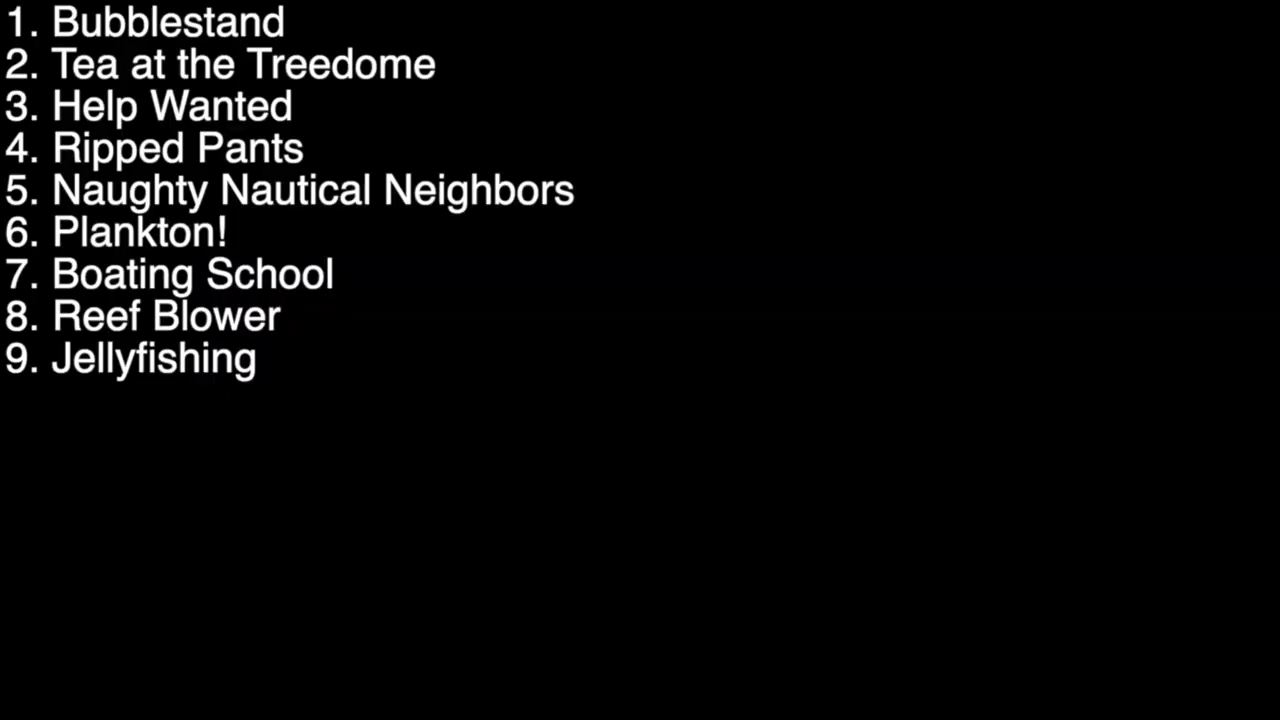 1. Bubblestand
2. Tea at the Treedome
3. Help Wanted
4. Ripped Pants
5. Naughty Nautical Neighbors
6. Plankton!
7. Boating School
8. Reef Blower
9. Jellyfishing